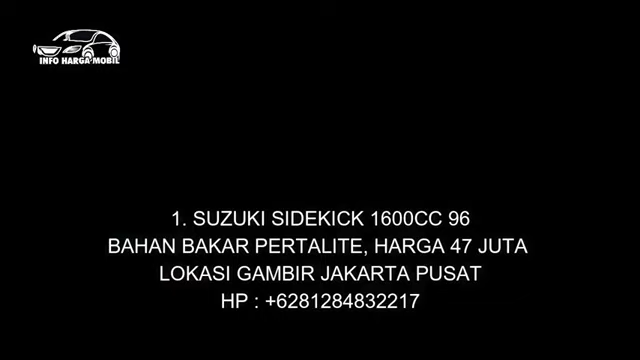 INFO HARGA MOBIL
1. SUZUKI SIDEKICK 1600CC 96
BAHAN BAKAR PERTALITE, HARGA 47 JUTA
LOKASI GAMBIR JAKARTA PUSAT
HP : +6281284832217